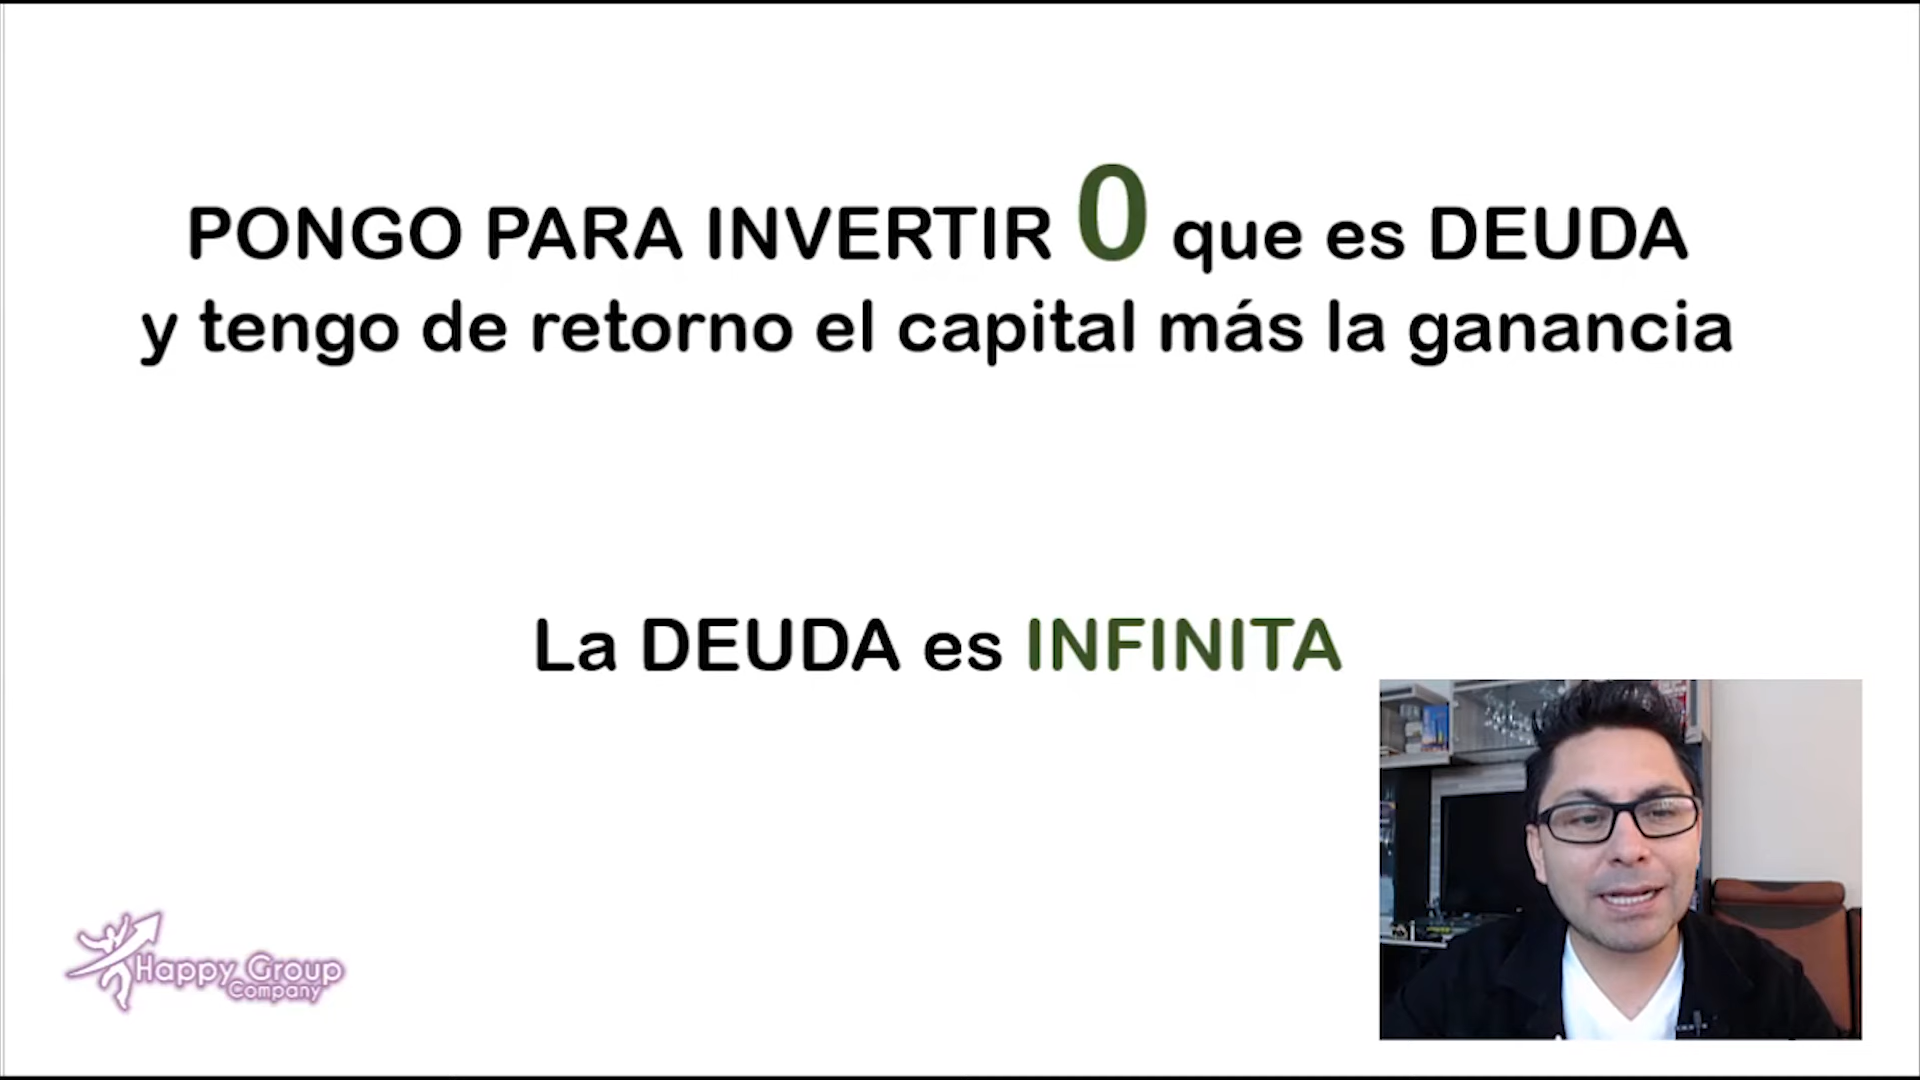 PONGO PARA INVERTIR 0 que es DEUDA
y tengo de retorno el capital más la ganancia
La DEUDA es INFINITA
Happy Group
Company